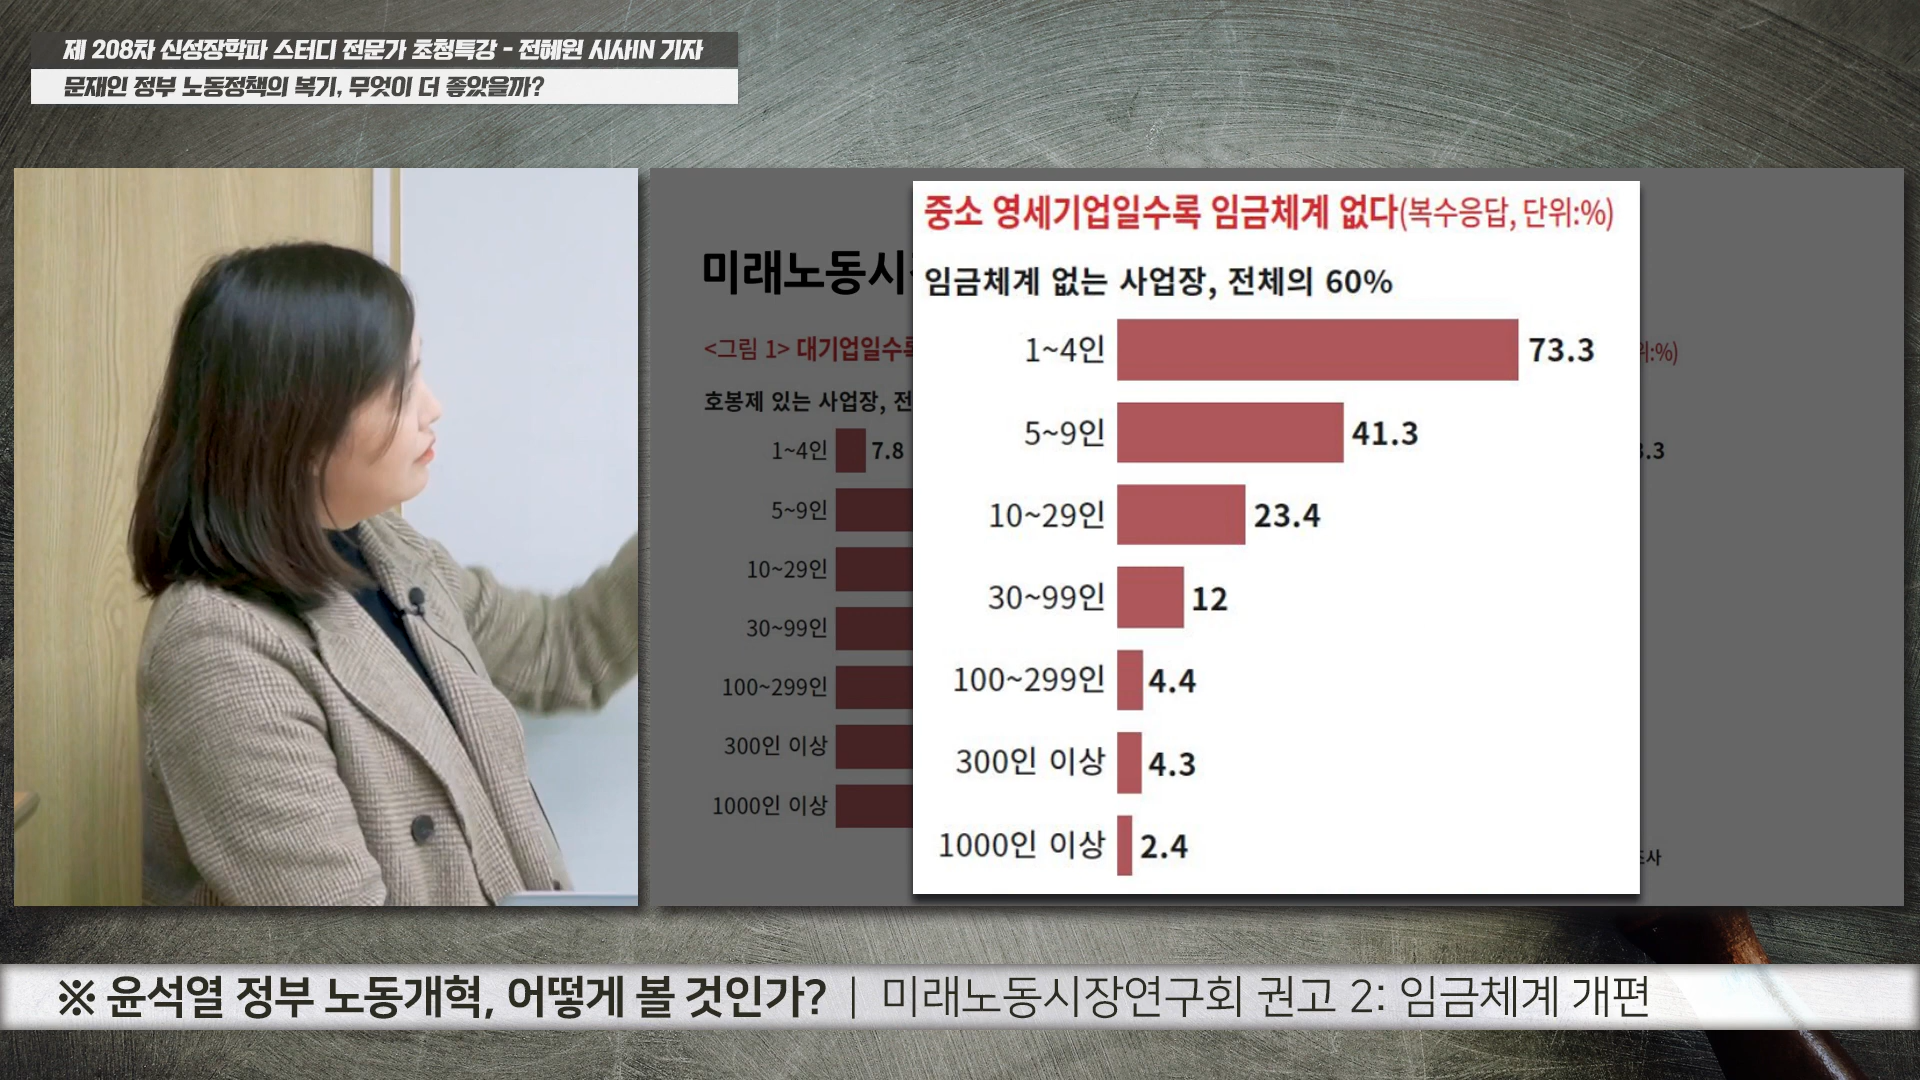 제 208차 신성장학파 스터디 전문가 초청특강 - 전혜원 시사IN 기자
문재인 정부 노동정책의 복기, 무엇이 더 좋았을까?
미래노동시
<그림 1> 대기업일수록
호봉제 있는 사업장, 전
1~4인 7.8
5~9인
10~29인
30~99인
100~299인
300인 이상
1000인 이상
중소 영세기업일수록 임금체계 없다(복수응답, 단위:%)
임금체계 없는 사업장, 전체의 60%
1~4인 73.3
5~9인 41.3
10~29인 23.4
30~99인 12
100~299인 4.4
300인 이상 4.3
1000인 이상 2.4
위:%)
3.3
조사
※ 윤석열 정부 노동개혁, 어떻게 볼 것인가? | 미래노동시장연구회 권고 2: 임금체계 개편